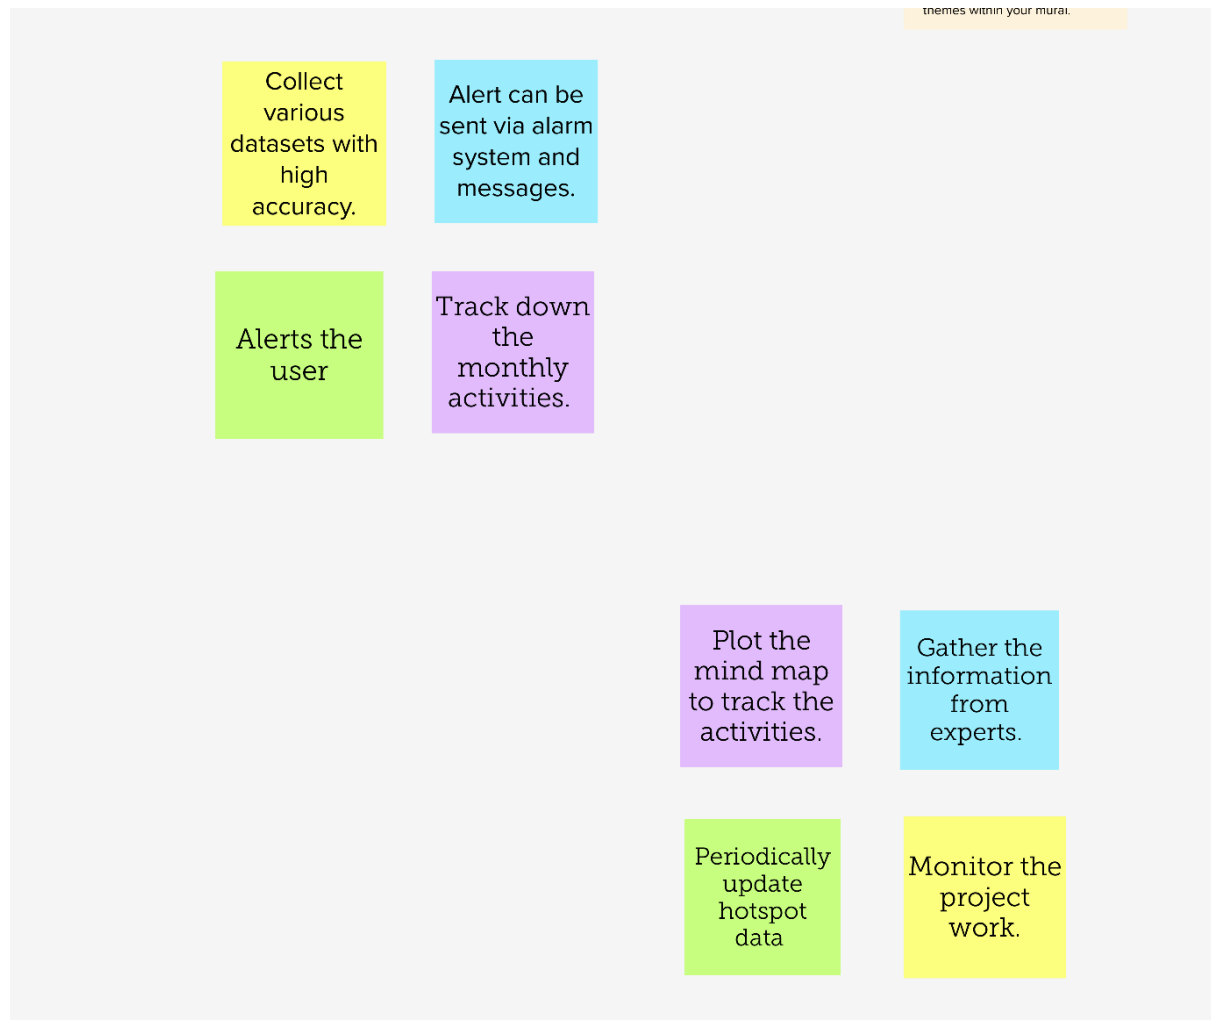 themes within your mural.
Collect
various
datasets with
high
accuracy.
Alert can be
sent via alarm
system and
messages.
Alerts the
user
Track down
the
monthly
activities.
Plot the
mind map
to track the
activities.
Gather the
information
from
experts.
Periodically
update
hotspot
data
Monitor the
project
work.